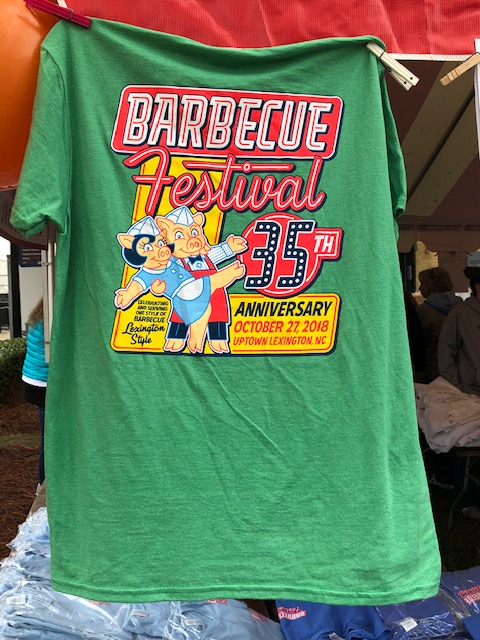 BARBECUE
Festival
35TH
CELEBRATING
AND SERVING
ONE STYLE OF
BARBECUE
Lexington
Style
ANNIVERSARY
OCTOBER 27, 2018
UPTOWN LEXINGTON, NC